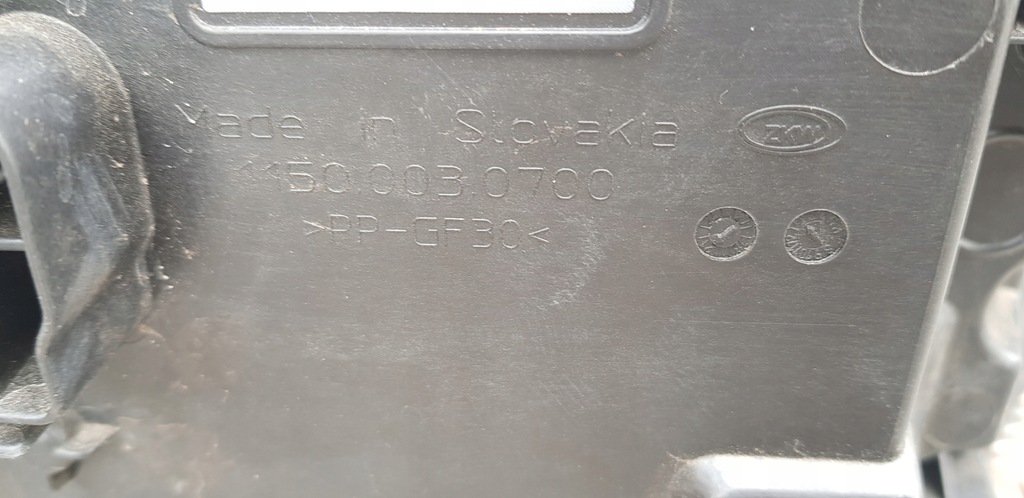 Made in Slovakia
ZKW
1150.003.0700
>PP-GF30<